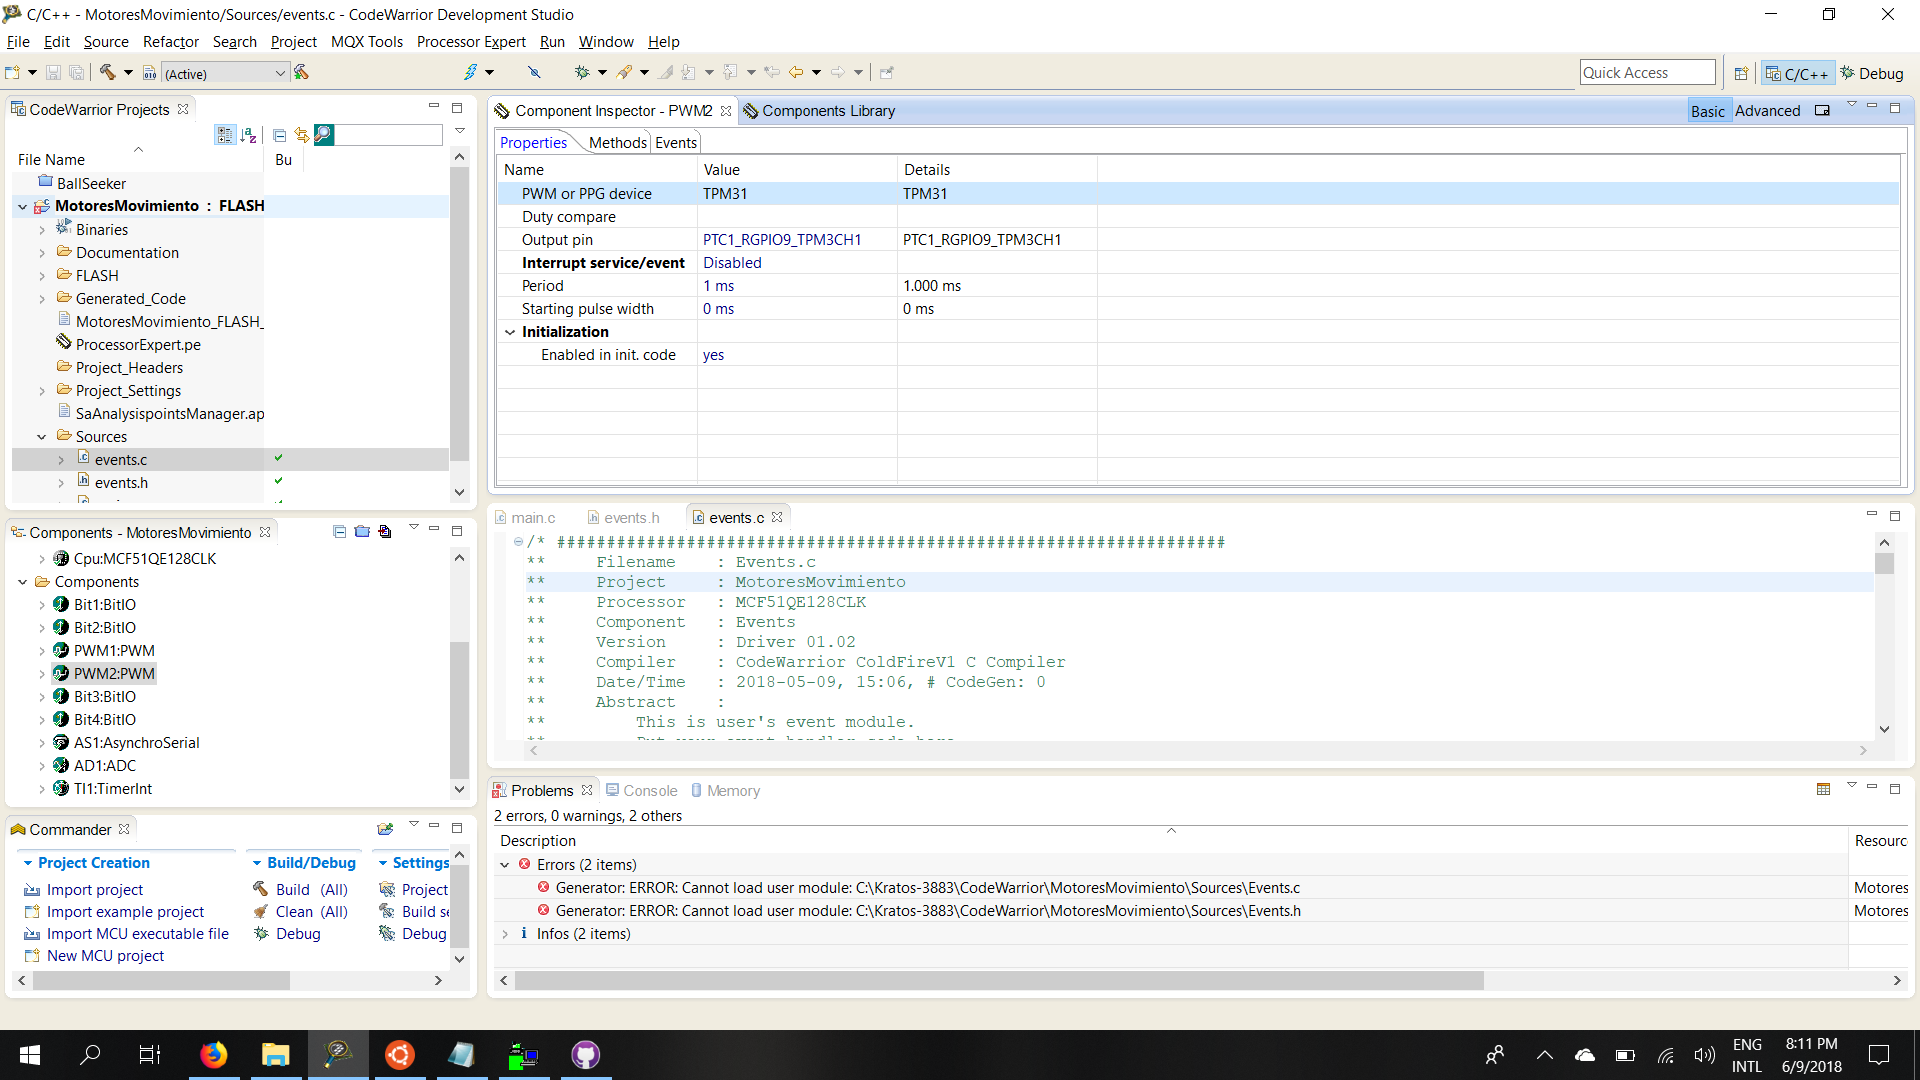 C/C++ - MotoresMovimiento/Sources/events.c - CodeWarrior Development Studio
File Edit Source Refactor Search Project MQX Tools Processor Expert Run Window Help
(Active)
Quick Access
C/C++
Debug
CodeWarrior Projects
File Name Bu
BallSeeker
MotoresMovimiento : FLASH
Binaries
Documentation
FLASH
Generated_Code
MotoresMovimiento_FLASH_
ProcessorExpert.pe
Project_Headers
Project_Settings
SaAnalysispointsManager.ap
Sources
events.c
events.h
Components - MotoresMovimiento
Cpu:MCF51QE128CLK
Components
Bit1:BitIO
Bit2:BitIO
PWM1:PWM
PWM2:PWM
Bit3:BitIO
Bit4:BitIO
AS1:AsynchroSerial
AD1:ADC
TI1:TimerInt
Commander
Project Creation
Import project
Import example project
Import MCU executable file
New MCU project
Build/Debug
Build (All)
Clean (All)
Debug
Settings
Project
Build se
Debug
Component Inspector - PWM2
Components Library
Basic Advanced
Properties Methods Events
Name Value Details
PWM or PPG device TPM31 TPM31
Duty compare
Output pin PTC1_RGPIO9_TPM3CH1 PTC1_RGPIO9_TPM3CH1
Interrupt service/event Disabled
Period 1 ms 1.000 ms
Starting pulse width 0 ms 0 ms
Initialization
Enabled in init. code yes
main.c events.h events.c
/* ###################################################################
** Filename : Events.c
** Project : MotoresMovimiento
** Processor : MCF51QE128CLK
** Component : Events
** Version : Driver 01.02
** Compiler : CodeWarrior ColdFireV1 C Compiler
** Date/Time : 2018-05-09, 15:06, # CodeGen: 0
** Abstract :
** This is user's event module.
** Put your event handler code here.
Problems Console Memory
2 errors, 0 warnings, 2 others
Description Resourc
Errors (2 items)
Generator: ERROR: Cannot load user module: C:\Kratos-3883\CodeWarrior\MotoresMovimiento\Sources\Events.c Motores
Generator: ERROR: Cannot load user module: C:\Kratos-3883\CodeWarrior\MotoresMovimiento\Sources\Events.h Motores
Infos (2 items)
ENG
INTL
8:11 PM
6/9/2018